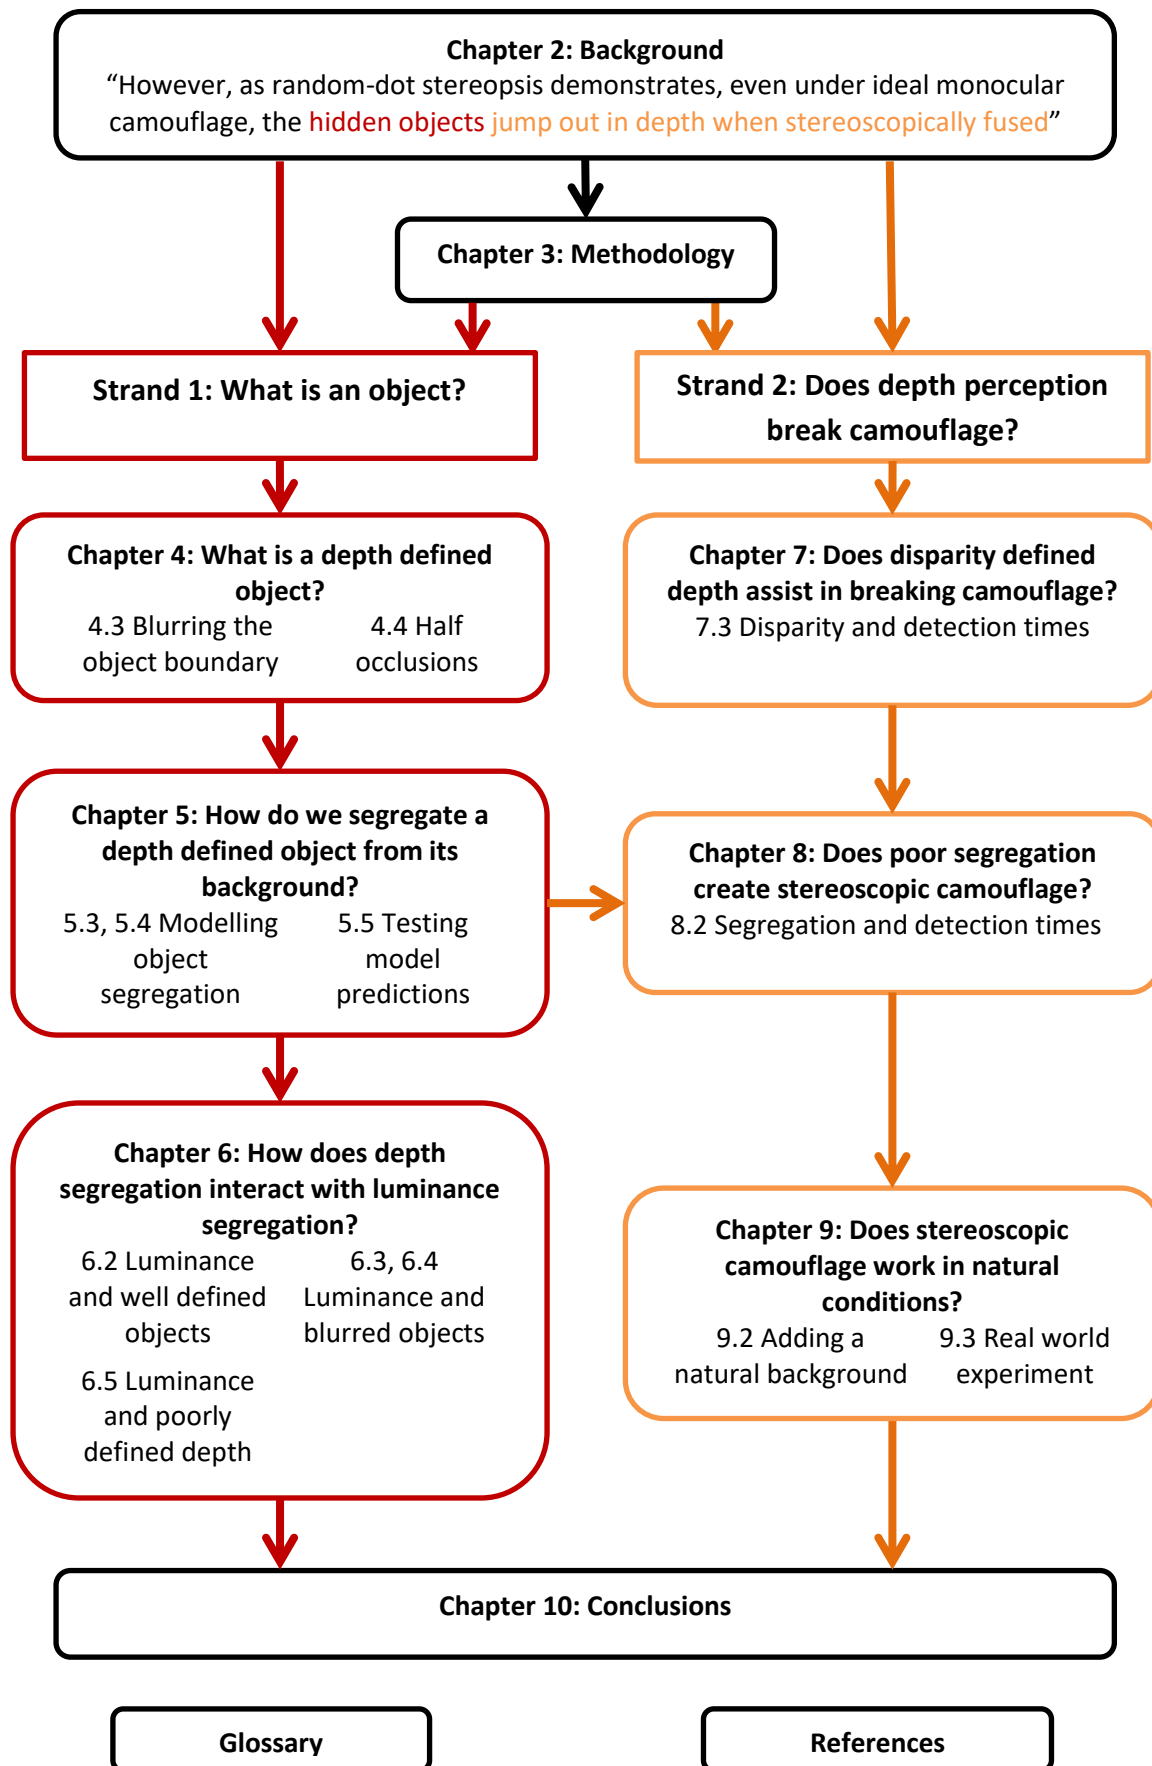 Chapter 2: Background
“However, as random-dot stereopsis demonstrates, even under ideal monocular
camouflage, the hidden objects jump out in depth when stereoscopically fused”
Chapter 3: Methodology
Strand 1: What is an object?
Strand 2: Does depth perception
break camouflage?
Chapter 4: What is a depth defined
object?
4.3 Blurring the
object boundary
4.4 Half
occlusions
Chapter 7: Does disparity defined
depth assist in breaking camouflage?
7.3 Disparity and detection times
Chapter 5: How do we segregate a
depth defined object from its
background?
5.3, 5.4 Modelling
object
segregation
5.5 Testing
model
predictions
Chapter 8: Does poor segregation
create stereoscopic camouflage?
8.2 Segregation and detection times
Chapter 6: How does depth
segregation interact with luminance
segregation?
6.2 Luminance
and well defined
objects
6.3, 6.4
Luminance and
blurred objects
6.5 Luminance
and poorly
defined depth
Chapter 9: Does stereoscopic
camouflage work in natural
conditions?
9.2 Adding a
natural background
9.3 Real world
experiment
Chapter 10: Conclusions
Glossary
References